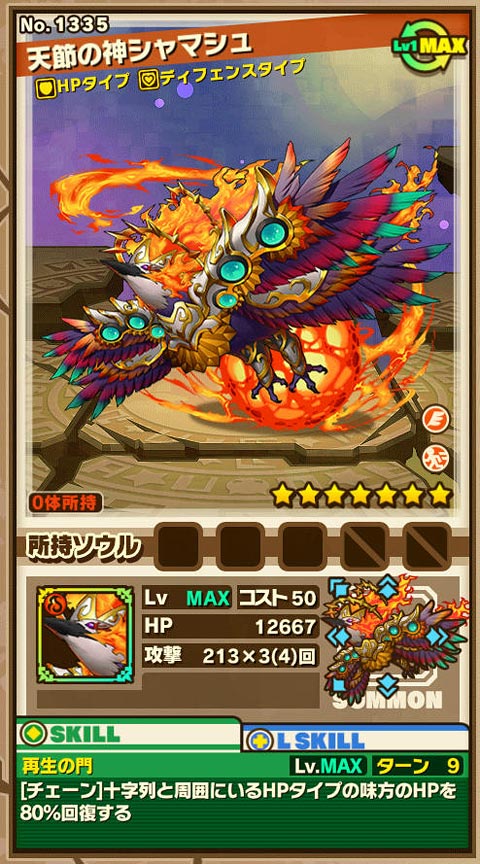 No.1335
天節の神シャマシュ
Lv1 MAX
HPタイプ ディフェンスタイプ
E
0体所持
所持ソウル
Lv MAX コスト 50
HP 12667
攻撃 213×3(4)回
SUMMON
SKILL
L SKILL
再生の門 Lv.MAX ターン 9
[チェーン]十字列と周囲にいるHPタイプの味方のHPを
80%回復する